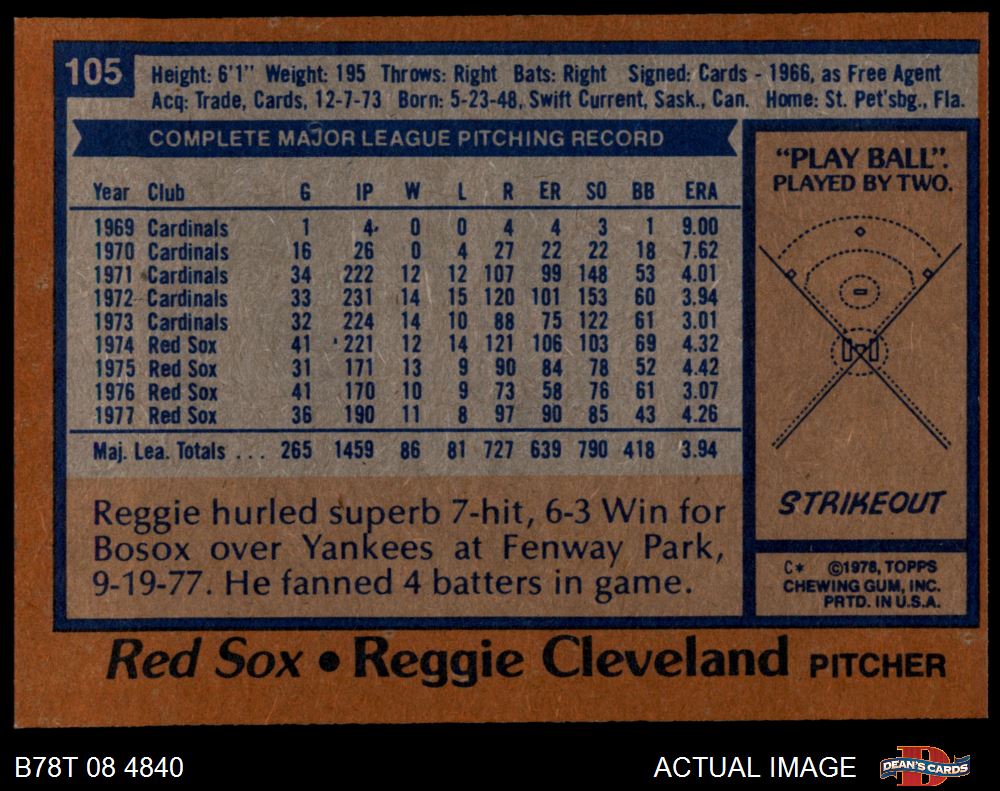 105
Height: 6'1" Weight: 195 Throws: Right Bats: Right Signed: Cards - 1966, as Free Agent
Acq: Trade, Cards, 12-7-73 Born: 5-23-48, Swift Current, Sask., Can. Home: St. Pet'sbg., Fla.
COMPLETE MAJOR LEAGUE PITCHING RECORD
Year Club G IP W L R ER SO BB ERA
1969 Cardinals 1 4 0 0 4 4 3 1 9.00
1970 Cardinals 16 26 0 4 27 22 22 18 7.62
1971 Cardinals 34 222 12 12 107 99 148 53 4.01
1972 Cardinals 33 231 14 15 120 101 153 60 3.94
1973 Cardinals 32 224 14 10 88 75 122 61 3.01
1974 Red Sox 41 221 12 14 121 106 103 69 4.32
1975 Red Sox 31 171 13 9 90 84 78 52 4.42
1976 Red Sox 41 170 10 9 73 58 76 61 3.07
1977 Red Sox 36 190 11 8 97 90 85 43 4.26
Maj. Lea. Totals . . . 265 1459 86 81 727 639 790 418 3.94
Reggie hurled superb 7-hit, 6-3 Win for
Bosox over Yankees at Fenway Park,
9-19-77. He fanned 4 batters in game.
"PLAY BALL".
PLAYED BY TWO.
STRIKEOUT
C* ©1978, TOPPS
CHEWING GUM, INC.
PRTD. IN U.S.A.
Red Sox • Reggie Cleveland PITCHER
B78T 08 4840
ACTUAL IMAGE
D
DEAN'S CARDS